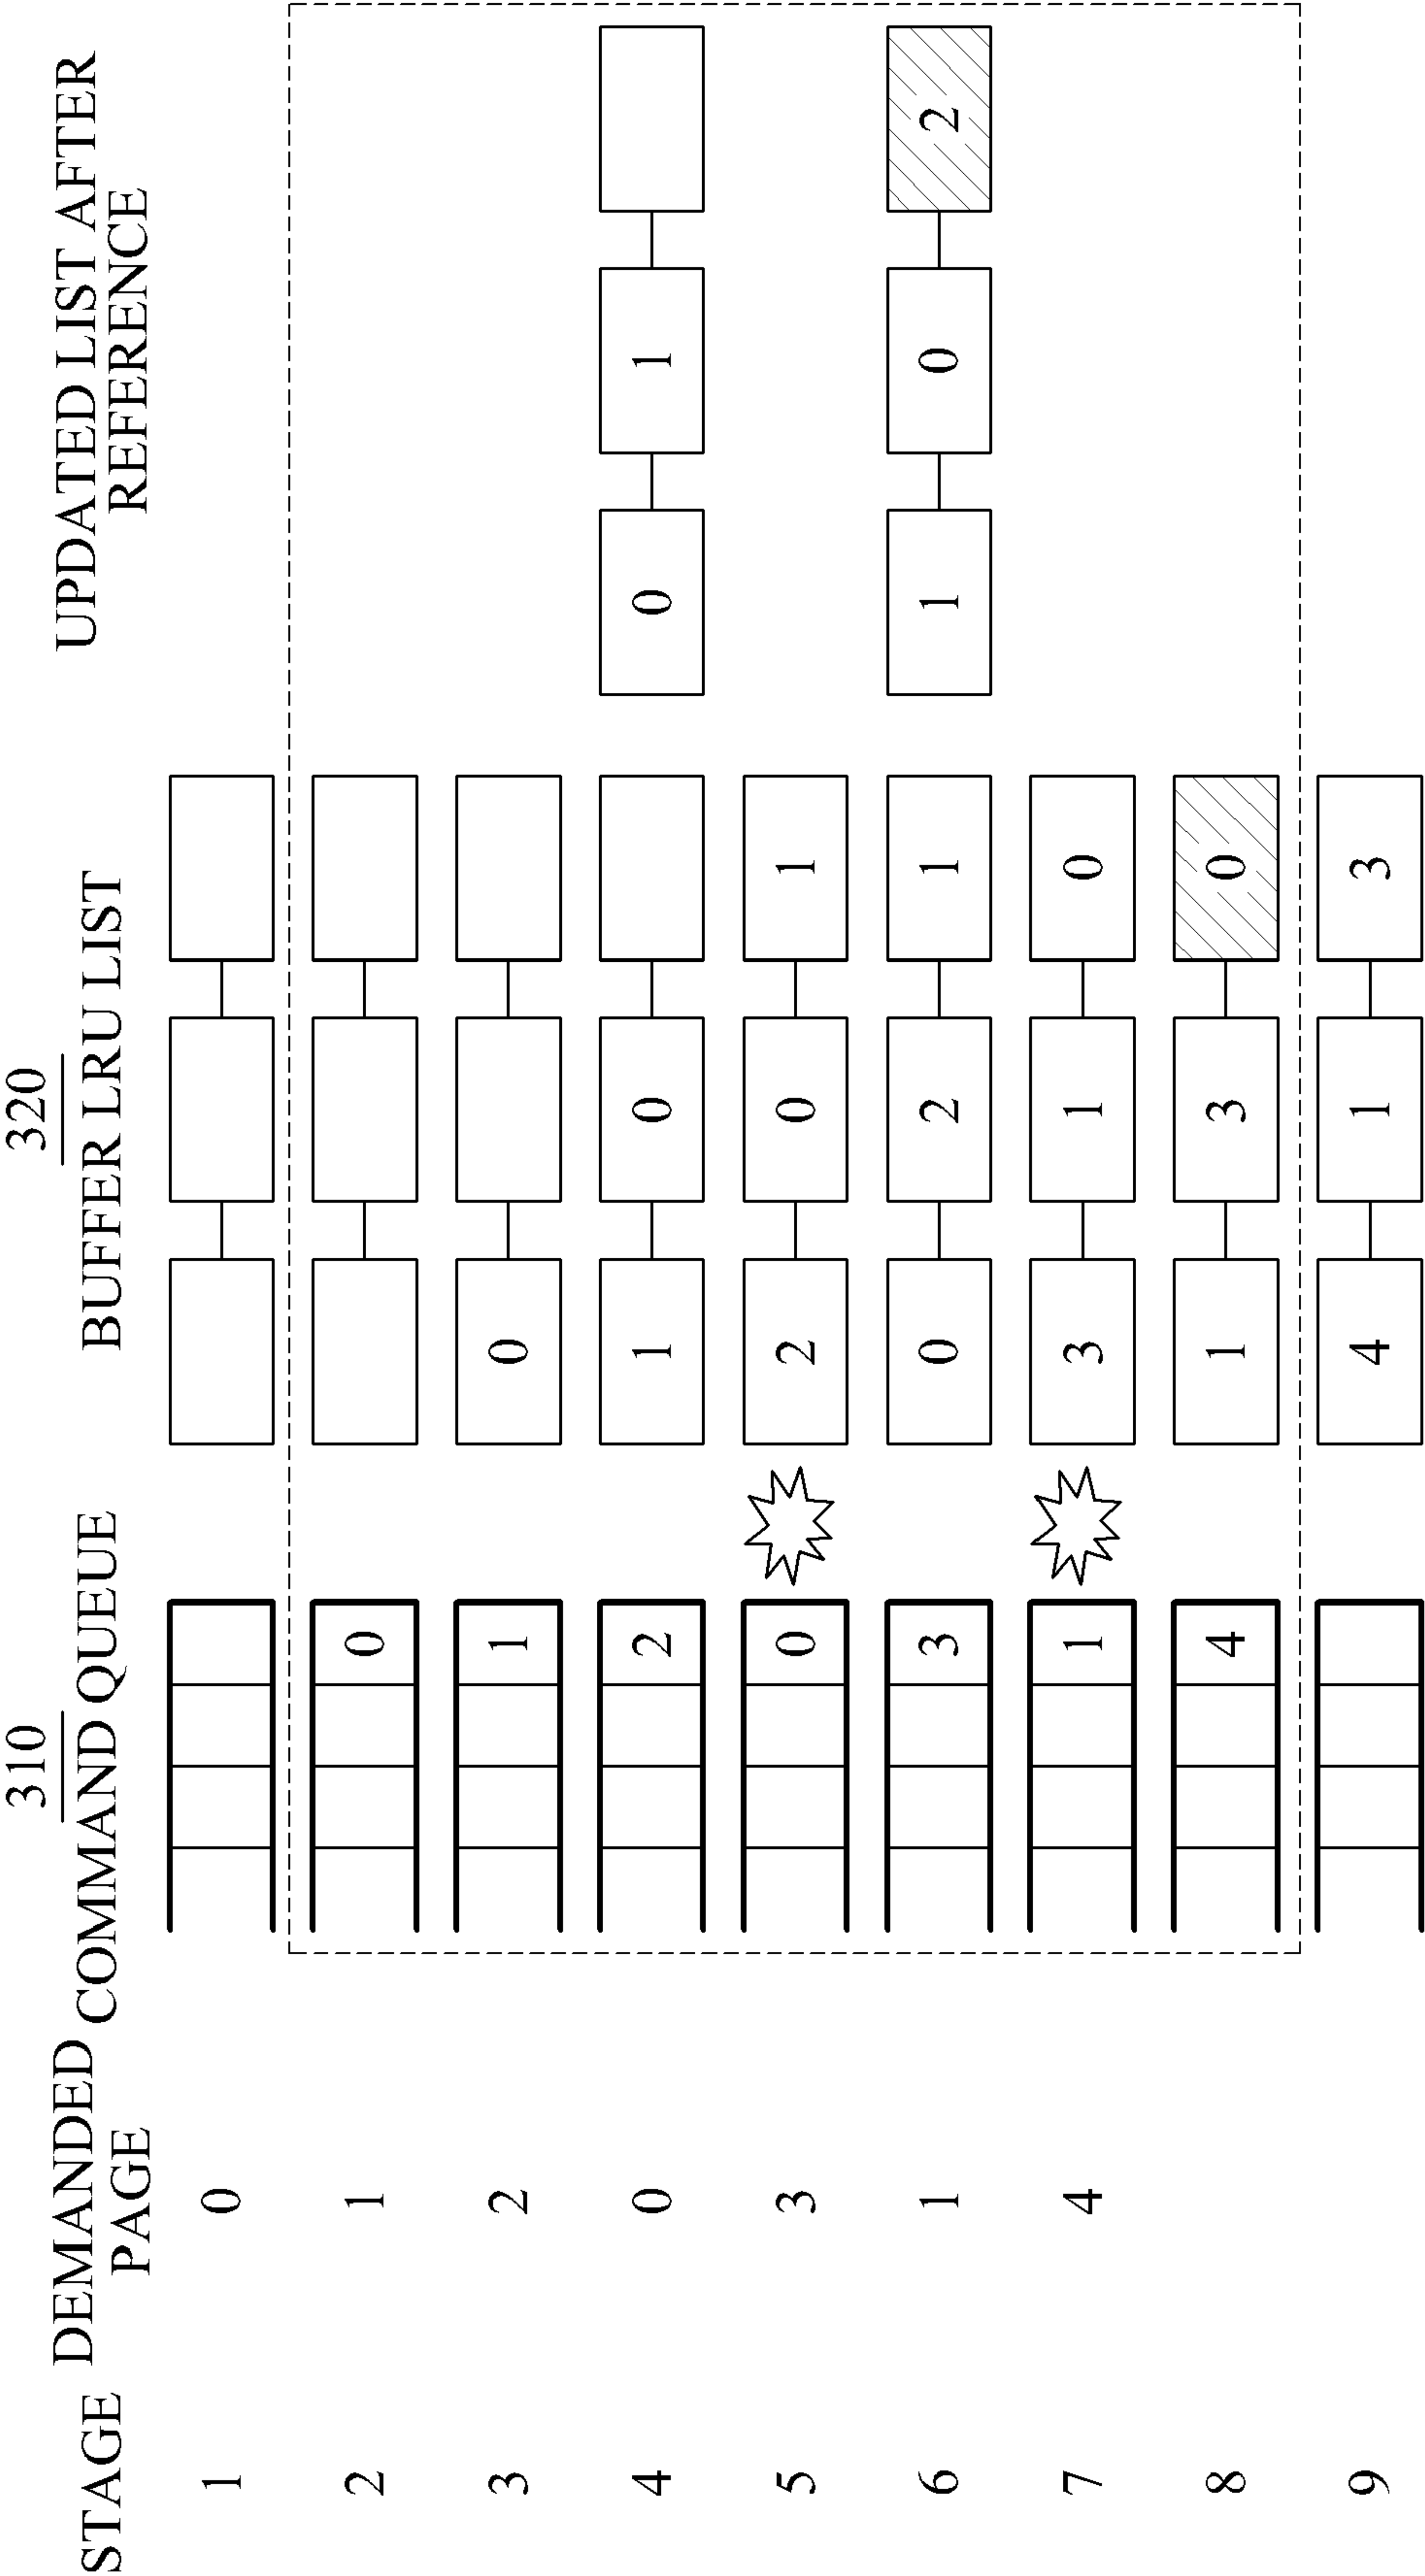 310 320
STAGE DEMANDED PAGE COMMAND QUEUE BUFFER LRU LIST UPDATED LIST AFTER REFERENCE
1 0
2 1 0
3 2 1 0
4 0 2 1 0 0 1
5 3 0 2 0 1
6 1 3 0 2 1 1 0 2
7 4 1 3 1 0
8 4 1 3 0
9 4 1 3